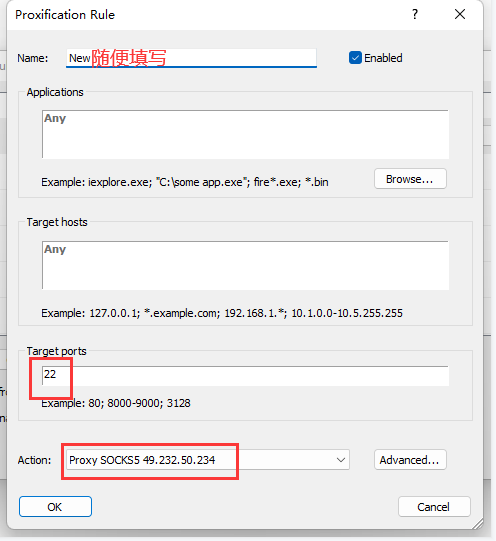 Proxification Rule
Name: New随便填写 Enabled
Applications
Any
Example: iexplore.exe; "C:\some app.exe"; fire*.exe; *.bin Browse...
Target hosts
Any
Example: 127.0.0.1; *.example.com; 192.168.1.*; 10.1.0.0-10.5.255.255
Target ports
22
Example: 80; 8000-9000; 3128
Action: Proxy SOCKS5 49.232.50.234 Advanced...
OK Cancel